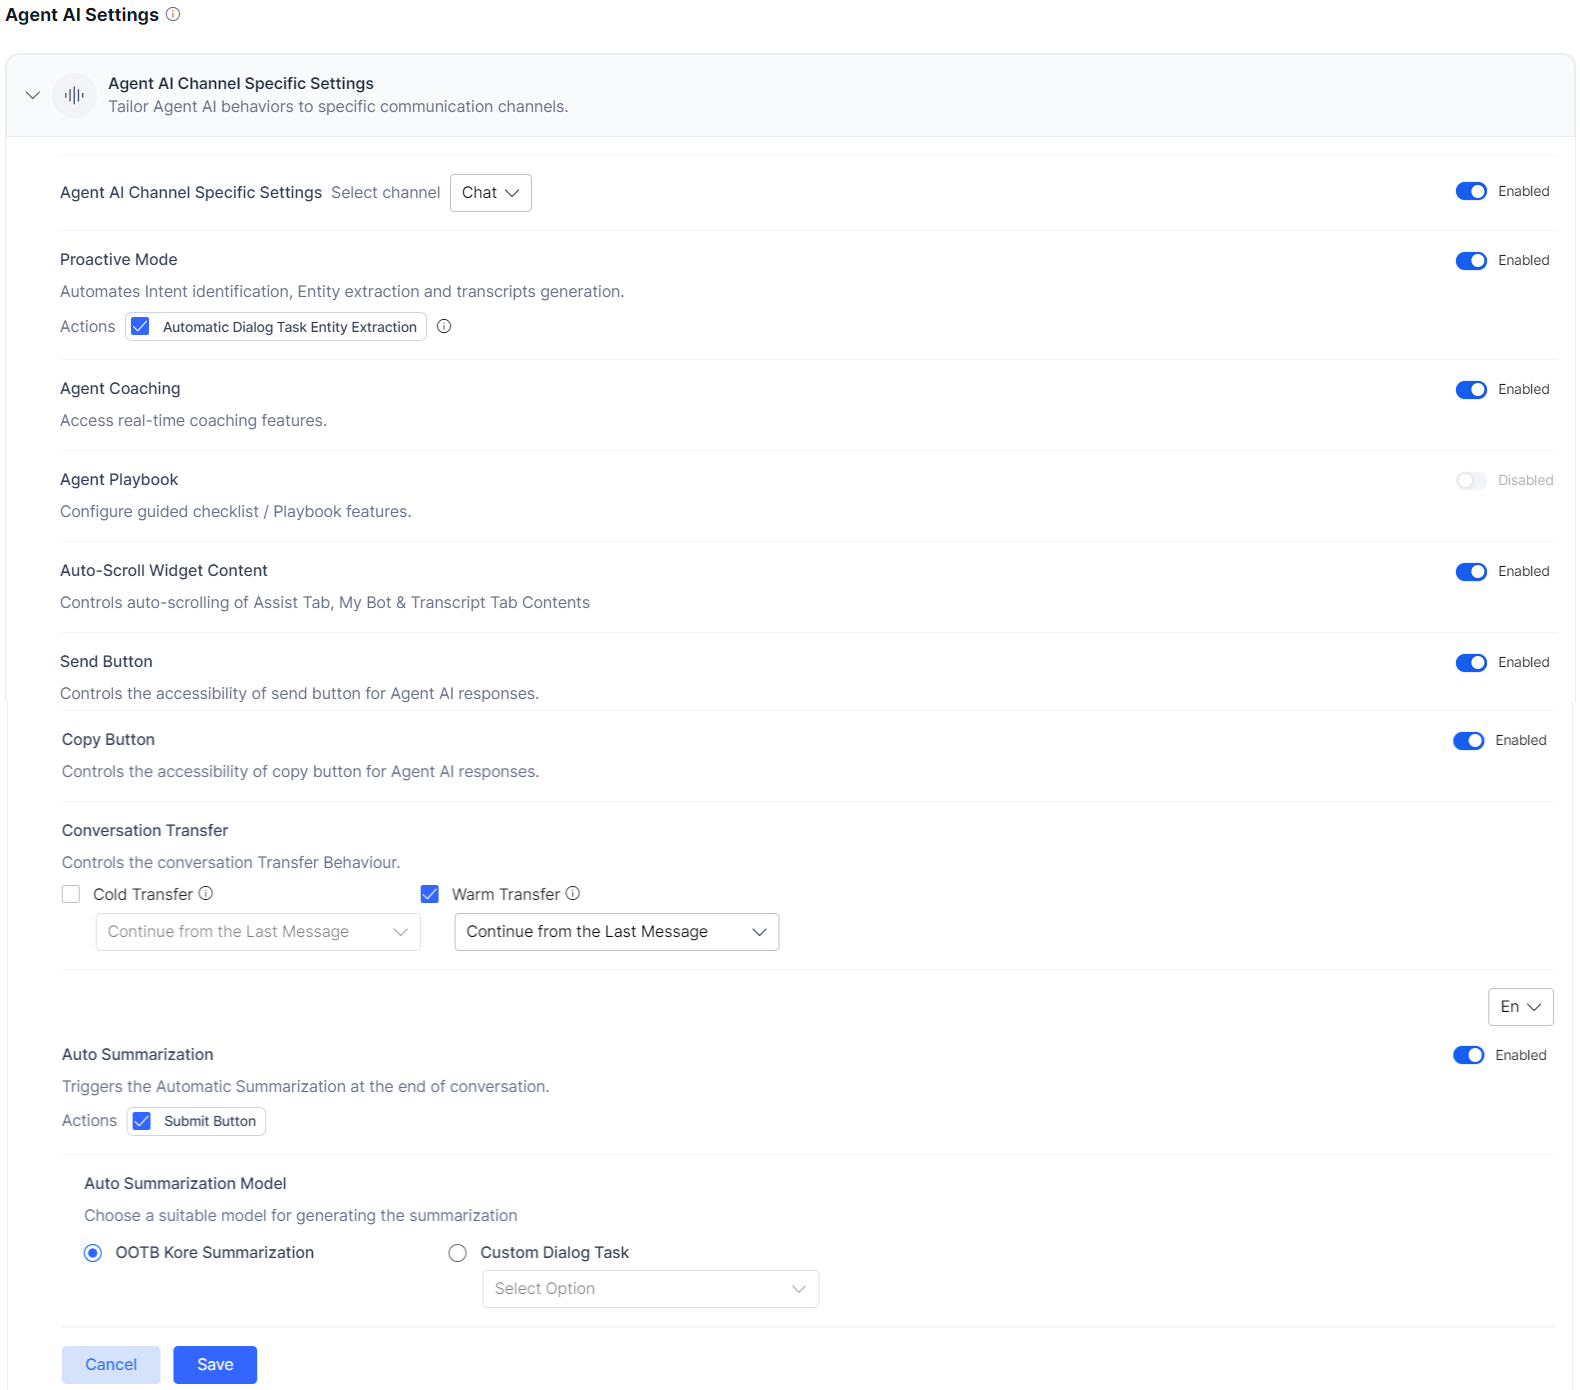 Agent AI Settings
Agent AI Channel Specific Settings
Tailor Agent AI behaviors to specific communication channels.
Agent AI Channel Specific Settings Select channel Chat Enabled
Proactive Mode Enabled
Automates Intent identification, Entity extraction and transcripts generation.
Actions Automatic Dialog Task Entity Extraction
Agent Coaching Enabled
Access real-time coaching features.
Agent Playbook Disabled
Configure guided checklist / Playbook features.
Auto-Scroll Widget Content Enabled
Controls auto-scrolling of Assist Tab, My Bot & Transcript Tab Contents
Send Button Enabled
Controls the accessibility of send button for Agent AI responses.
Copy Button Enabled
Controls the accessibility of copy button for Agent AI responses.
Conversation Transfer
Controls the conversation Transfer Behaviour.
Cold Transfer Warm Transfer
Continue from the Last Message Continue from the Last Message
En
Auto Summarization Enabled
Triggers the Automatic Summarization at the end of conversation.
Actions Submit Button
Auto Summarization Model
Choose a suitable model for generating the summarization
OOTB Kore Summarization Custom Dialog Task
Select Option
Cancel Save